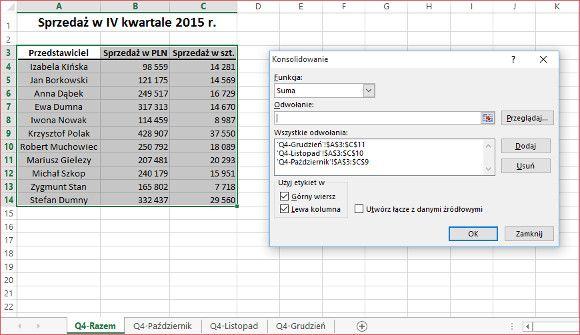 A B C D E F G H I J K L
1 Sprzedaż w IV kwartale 2015 r.
2
3 Przedstawiciel Sprzedaż w PLN Sprzedaż w szt.
4 Izabela Kińska 98 559 14 281
5 Jan Borkowski 121 175 14 569
6 Anna Dąbek 249 517 16 729
7 Ewa Dumna 317 313 14 670
8 Iwona Nowak 114 459 8 987
9 Krzysztof Polak 428 907 37 550
10 Robert Muchowiec 250 792 18 089
11 Mariusz Gielezy 207 481 20 293
12 Michał Szkop 240 179 15 951
13 Zygmunt Stan 165 802 7 718
14 Stefan Dumny 332 437 29 560
15
16
17
18
19
20
21
22
Konsolidowanie
Funkcja:
Suma
Odwołanie:
Przeglądaj...
Wszystkie odwołania:
'Q4-Grudzień'!$A$3:$C$11
'Q4-Listopad'!$A$3:$C$10
'Q4-Październik'!$A$3:$C$9
Dodaj
Usuń
Użyj etykiet w
Górny wiersz
Lewa kolumna
Utwórz łącze z danymi źródłowymi
OK
Zamknij
Q4-Razem Q4-Październik Q4-Listopad Q4-Grudzień